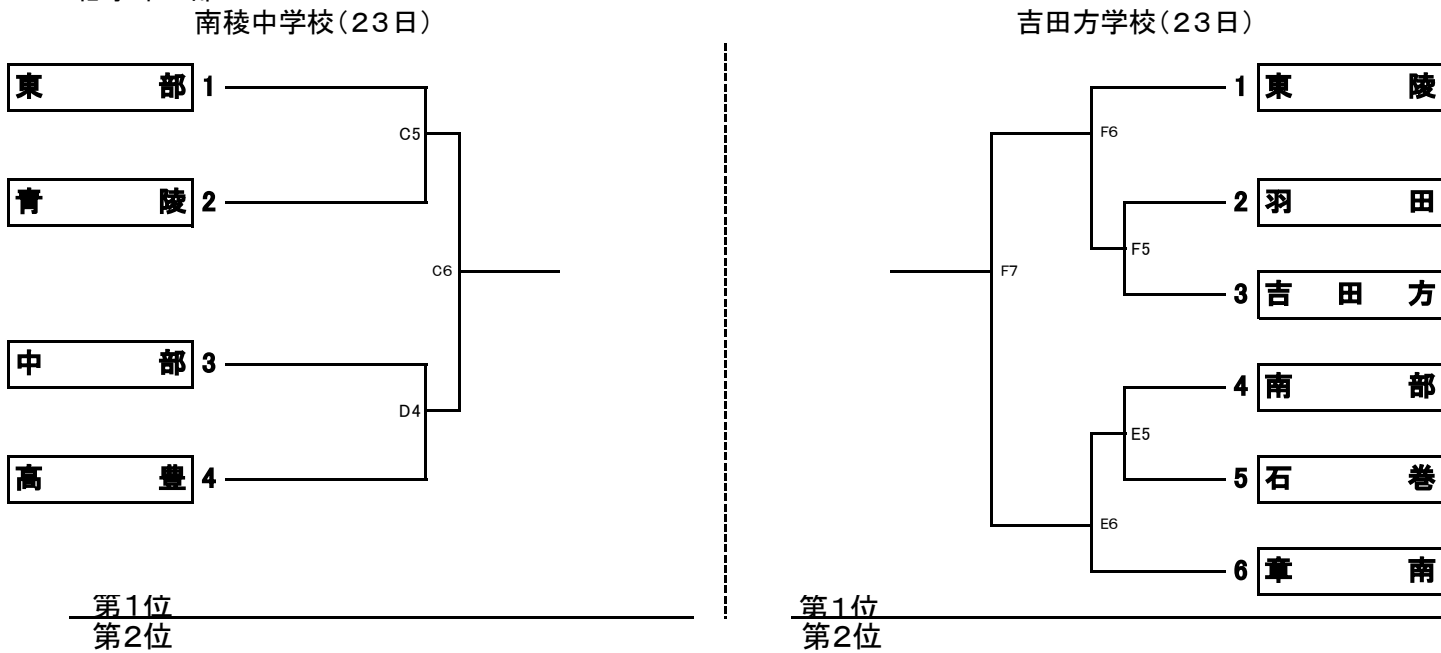 南稜中学校(23日)
東 部 1
C5
青 陵 2
C6
中 部 3
D4
高 豊 4
第1位
第2位
吉田方学校(23日)
1 東 陵
F6
2 羽 田
F5
F7
3 吉 田 方
4 南 部
E5
5 石 巻
E6
6 章 南
第1位
第2位